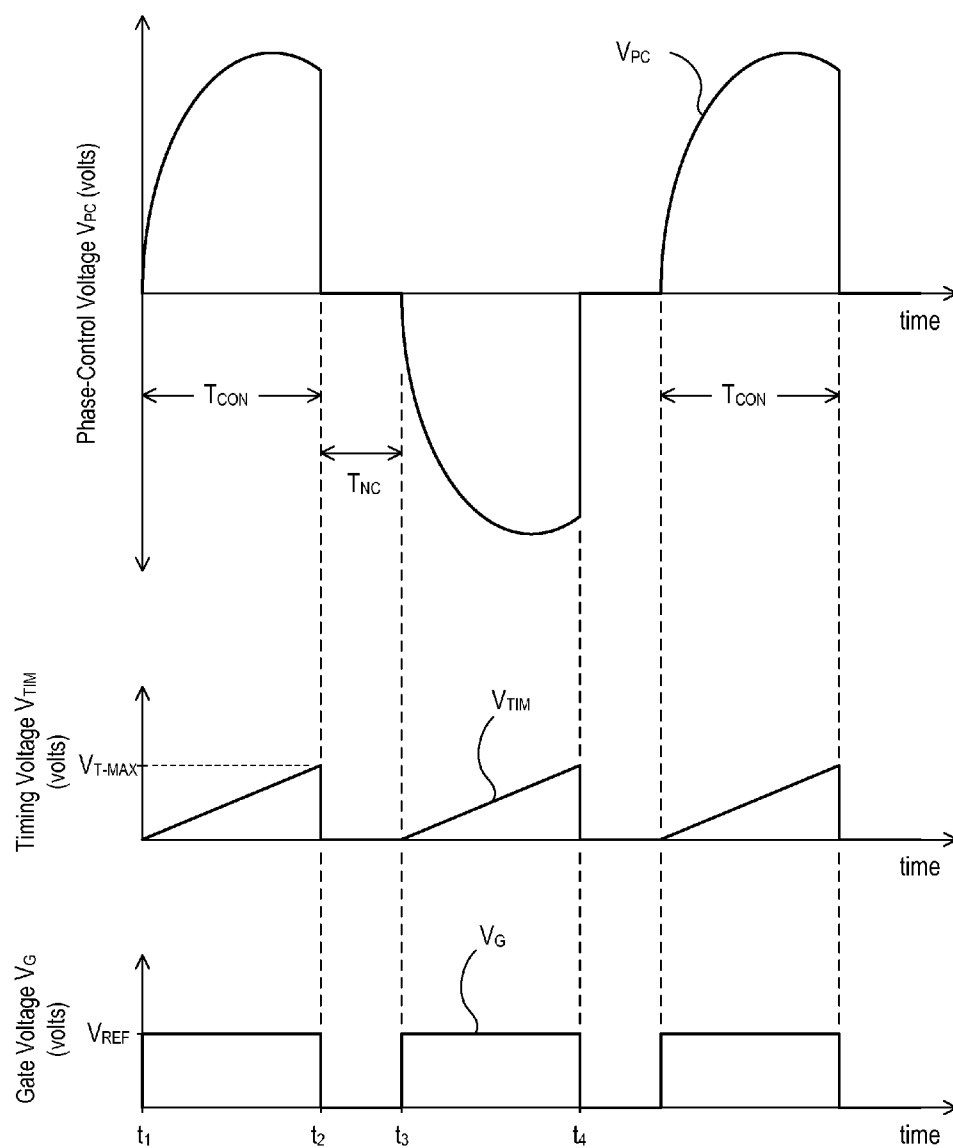 Phase-Control Voltage VPC (volts)
VPC
time
TCON
TCON
TNC
Timing Voltage VTIM
(volts)
VTIM
VT-MAX
time
Gate Voltage VG
(volts)
VG
VREF
t1
t2
t3
t4
time